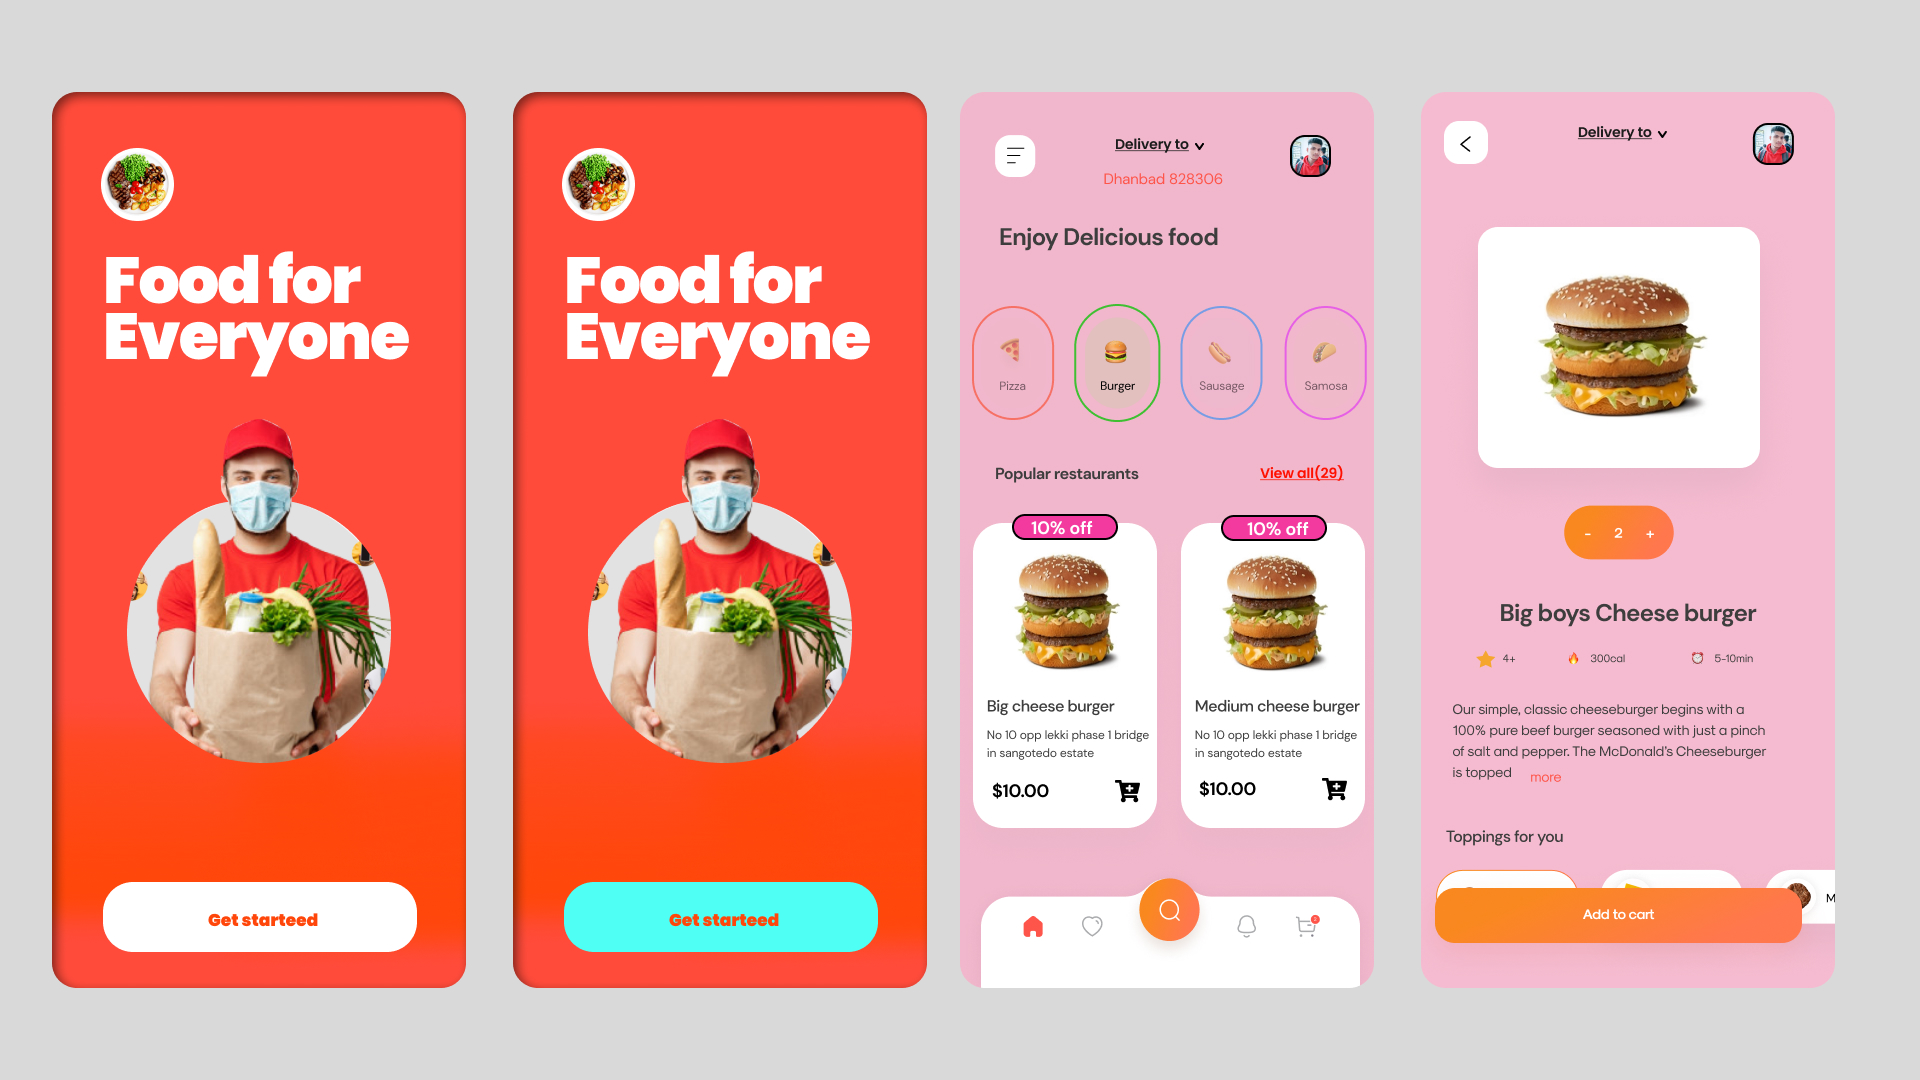 Food for
Everyone
Get starteed
Food for
Everyone
Get starteed
Delivery to
Dhanbad 828306
Enjoy Delicious food
Pizza
Burger
Sausage
Samosa
Popular restaurants
View all(29)
10% off
Big cheese burger
No 10 opp lekki phase 1 bridge
in sangotedo estate
$10.00
10% off
Medium cheese burger
No 10 opp lekki phase 1 bridge
in sangotedo estate
$10.00
Delivery to
- 2 +
Big boys Cheese burger
4+
300cal
5-10min
Our simple, classic cheeseburger begins with a
100% pure beef burger seasoned with just a pinch
of salt and pepper. The McDonald's Cheeseburger
is topped more
Toppings for you
M
Add to cart